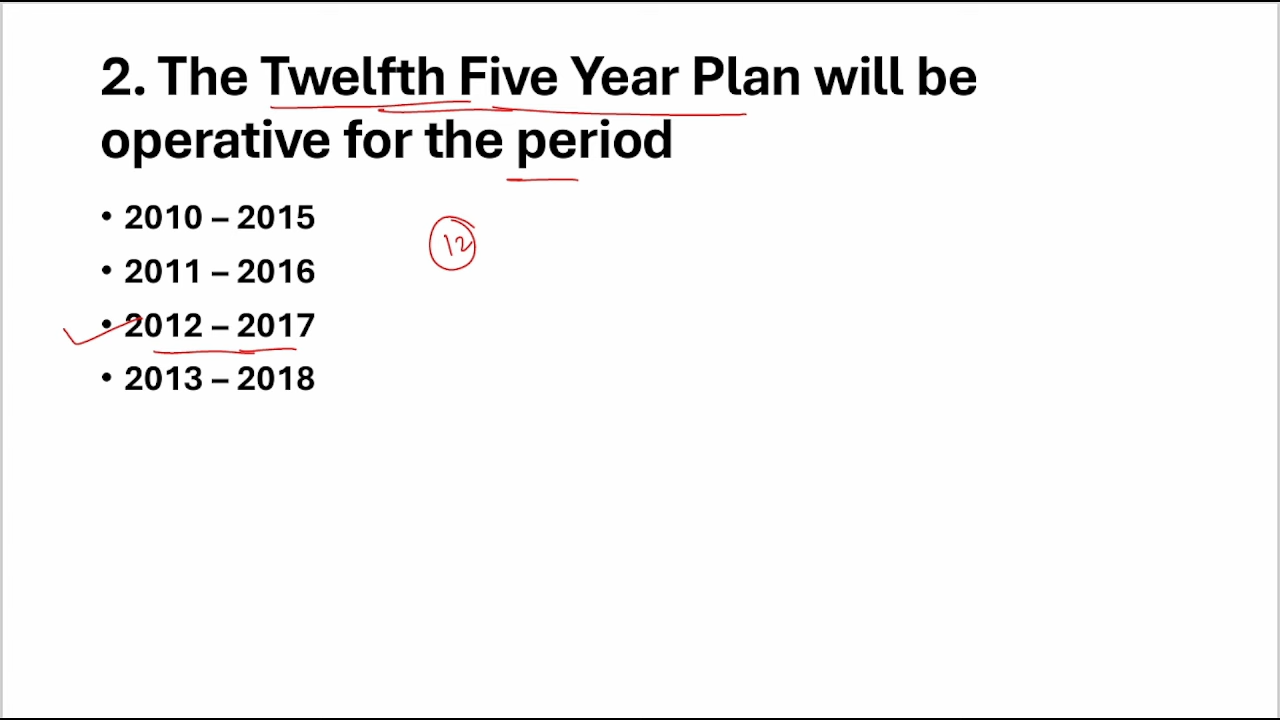 2. The Twelfth Five Year Plan will be
operative for the period
• 2010 – 2015
12
• 2011 – 2016
• 2012 – 2017
• 2013 – 2018